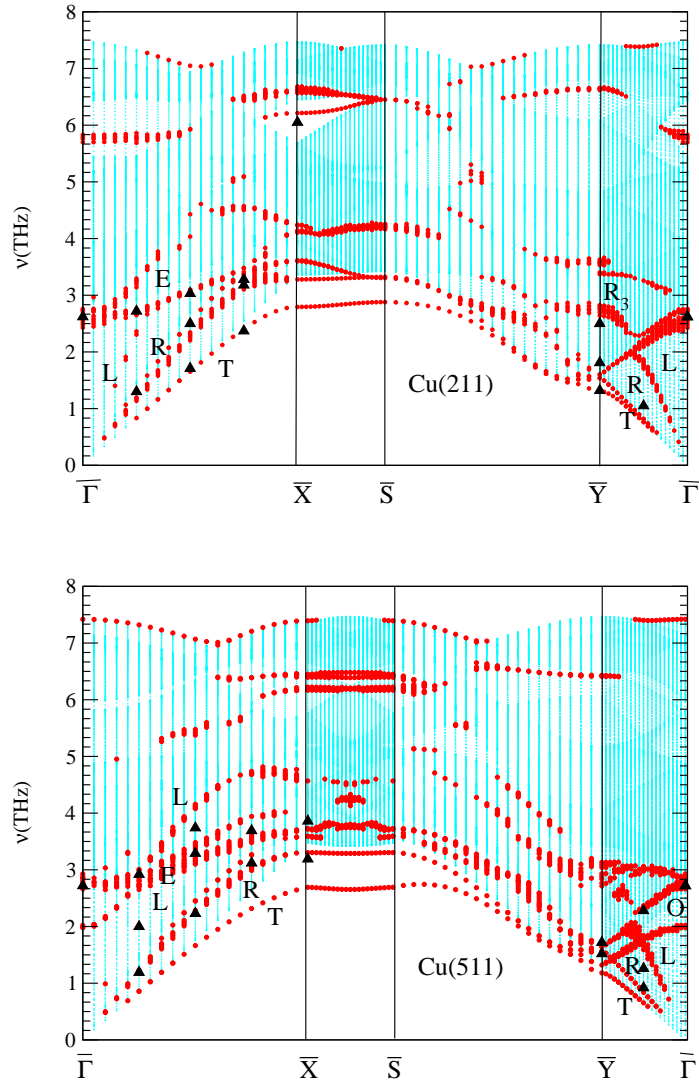 8
7
6
5
4
3
2
1
0
ν(THz)
E
L
R
T
R3
L
R
T
Cu(211)
Γ̅
X̅
S̅
Y̅
Γ̅
8
7
6
5
4
3
2
1
0
ν(THz)
L
E
L
R
T
O
L
R
T
Cu(511)
Γ̅
X̅
S̅
Y̅
Γ̅